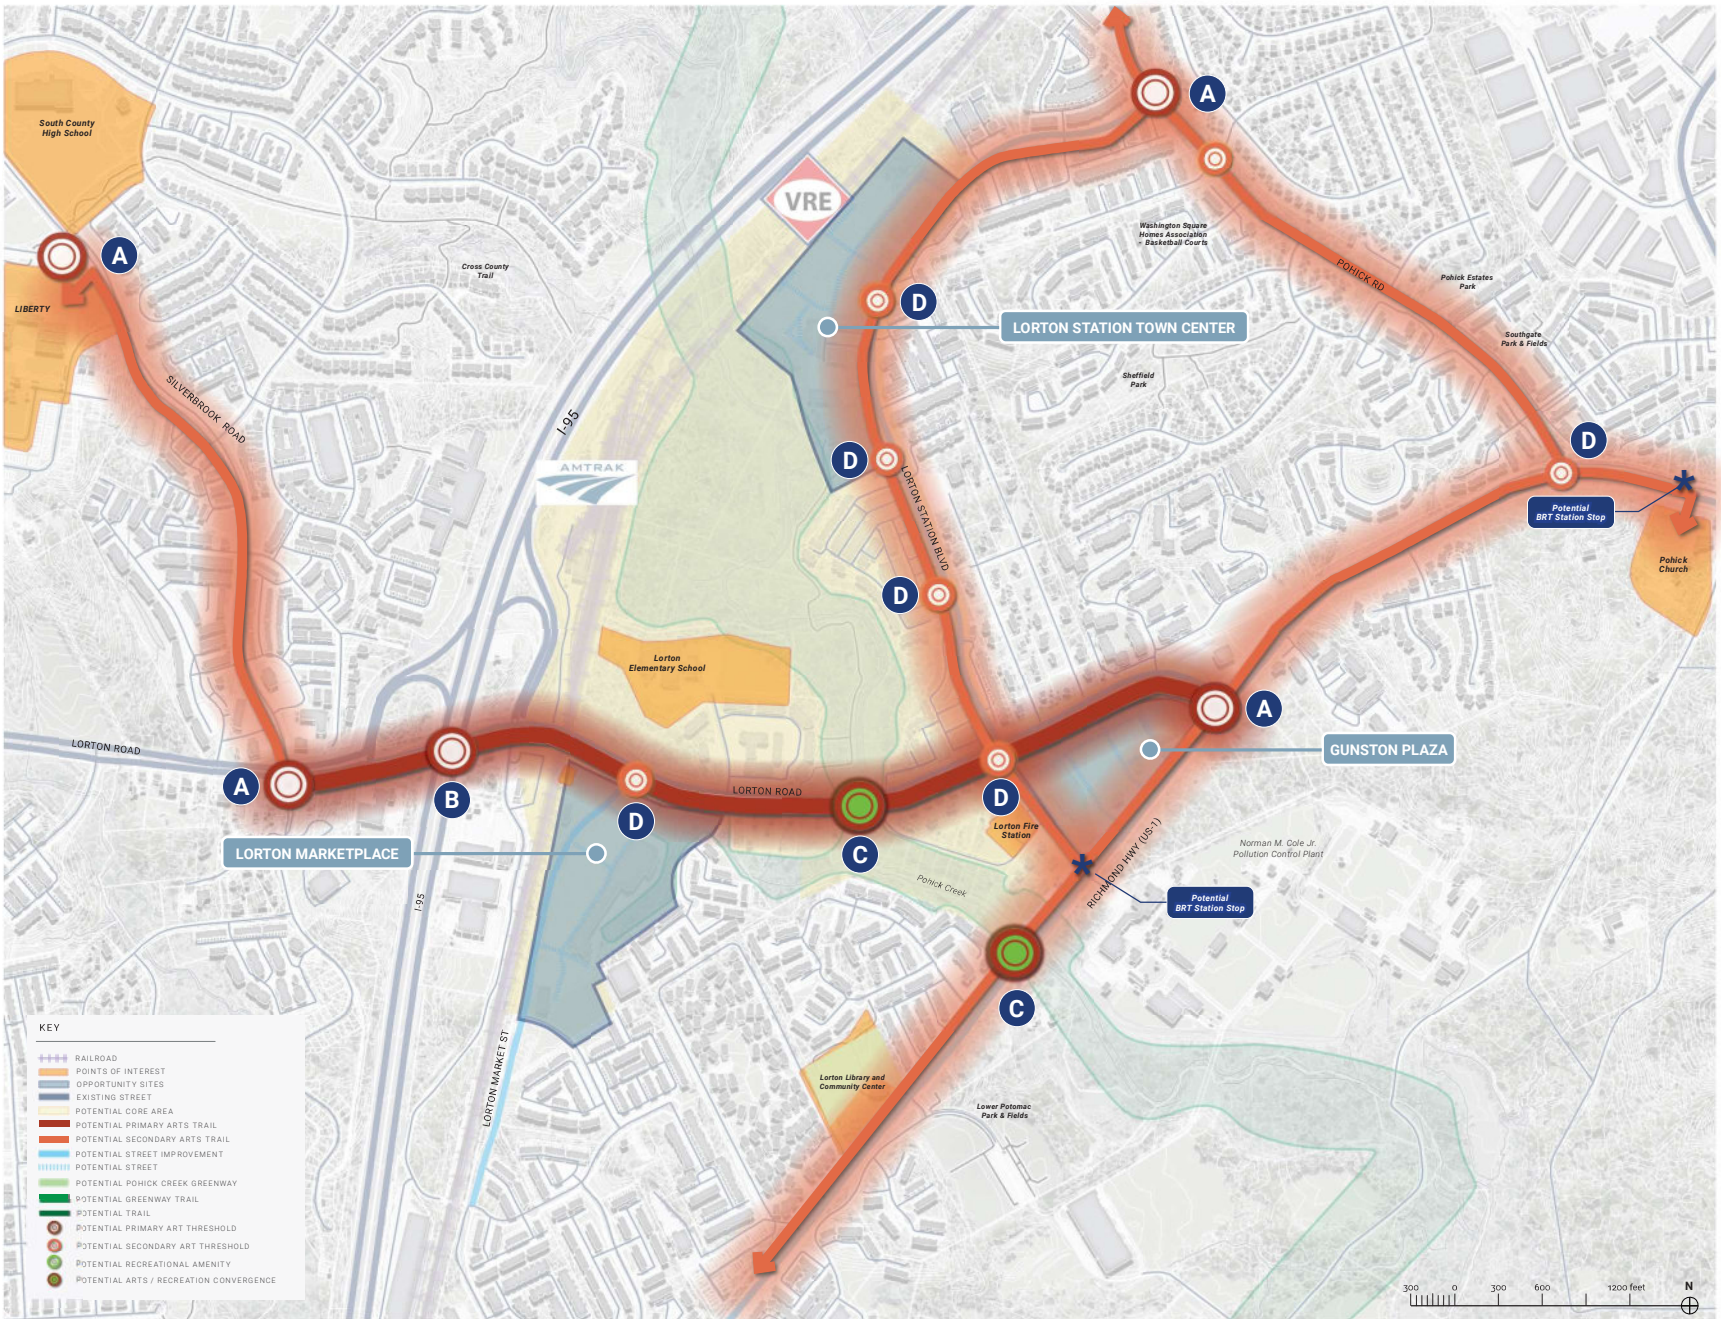 South County
High School
A
VRE
A
Washington Square
Homes Association
- Basketball Courts
A
Cross County
Trail
POHICK RD
Pohick Estates
Park
LIBERTY
D
LORTON STATION TOWN CENTER
Southgate
Park & Fields
SILVERBROOK ROAD
I-95
Sheffield
Park
D
AMTRAK
D
LORTON STATION BLVD
Potential
BRT Station Stop
Pohick
Church
D
Lorton
Elementary School
A
LORTON ROAD
GUNSTON PLAZA
A
B
D
LORTON ROAD
D
Lorton Fire
Station
C
LORTON MARKETPLACE
RICHMOND HWY (US-1)
Norman M. Cole Jr.
Pollution Control Plant
Pohick Creek
I-95
Potential
BRT Station Stop
C
LORTON MARKET ST
Lorton Library and
Community Center
Lower Potomac
Park & Fields
KEY
RAILROAD
POINTS OF INTEREST
OPPORTUNITY SITES
EXISTING STREET
POTENTIAL CORE AREA
POTENTIAL PRIMARY ARTS TRAIL
POTENTIAL SECONDARY ARTS TRAIL
POTENTIAL STREET IMPROVEMENT
POTENTIAL STREET
POTENTIAL POHICK CREEK GREENWAY
POTENTIAL GREENWAY TRAIL
POTENTIAL TRAIL
POTENTIAL PRIMARY ART THRESHOLD
POTENTIAL SECONDARY ART THRESHOLD
POTENTIAL RECREATIONAL AMENITY
POTENTIAL ARTS / RECREATION CONVERGENCE
300 0 300 600 1200 feet
N